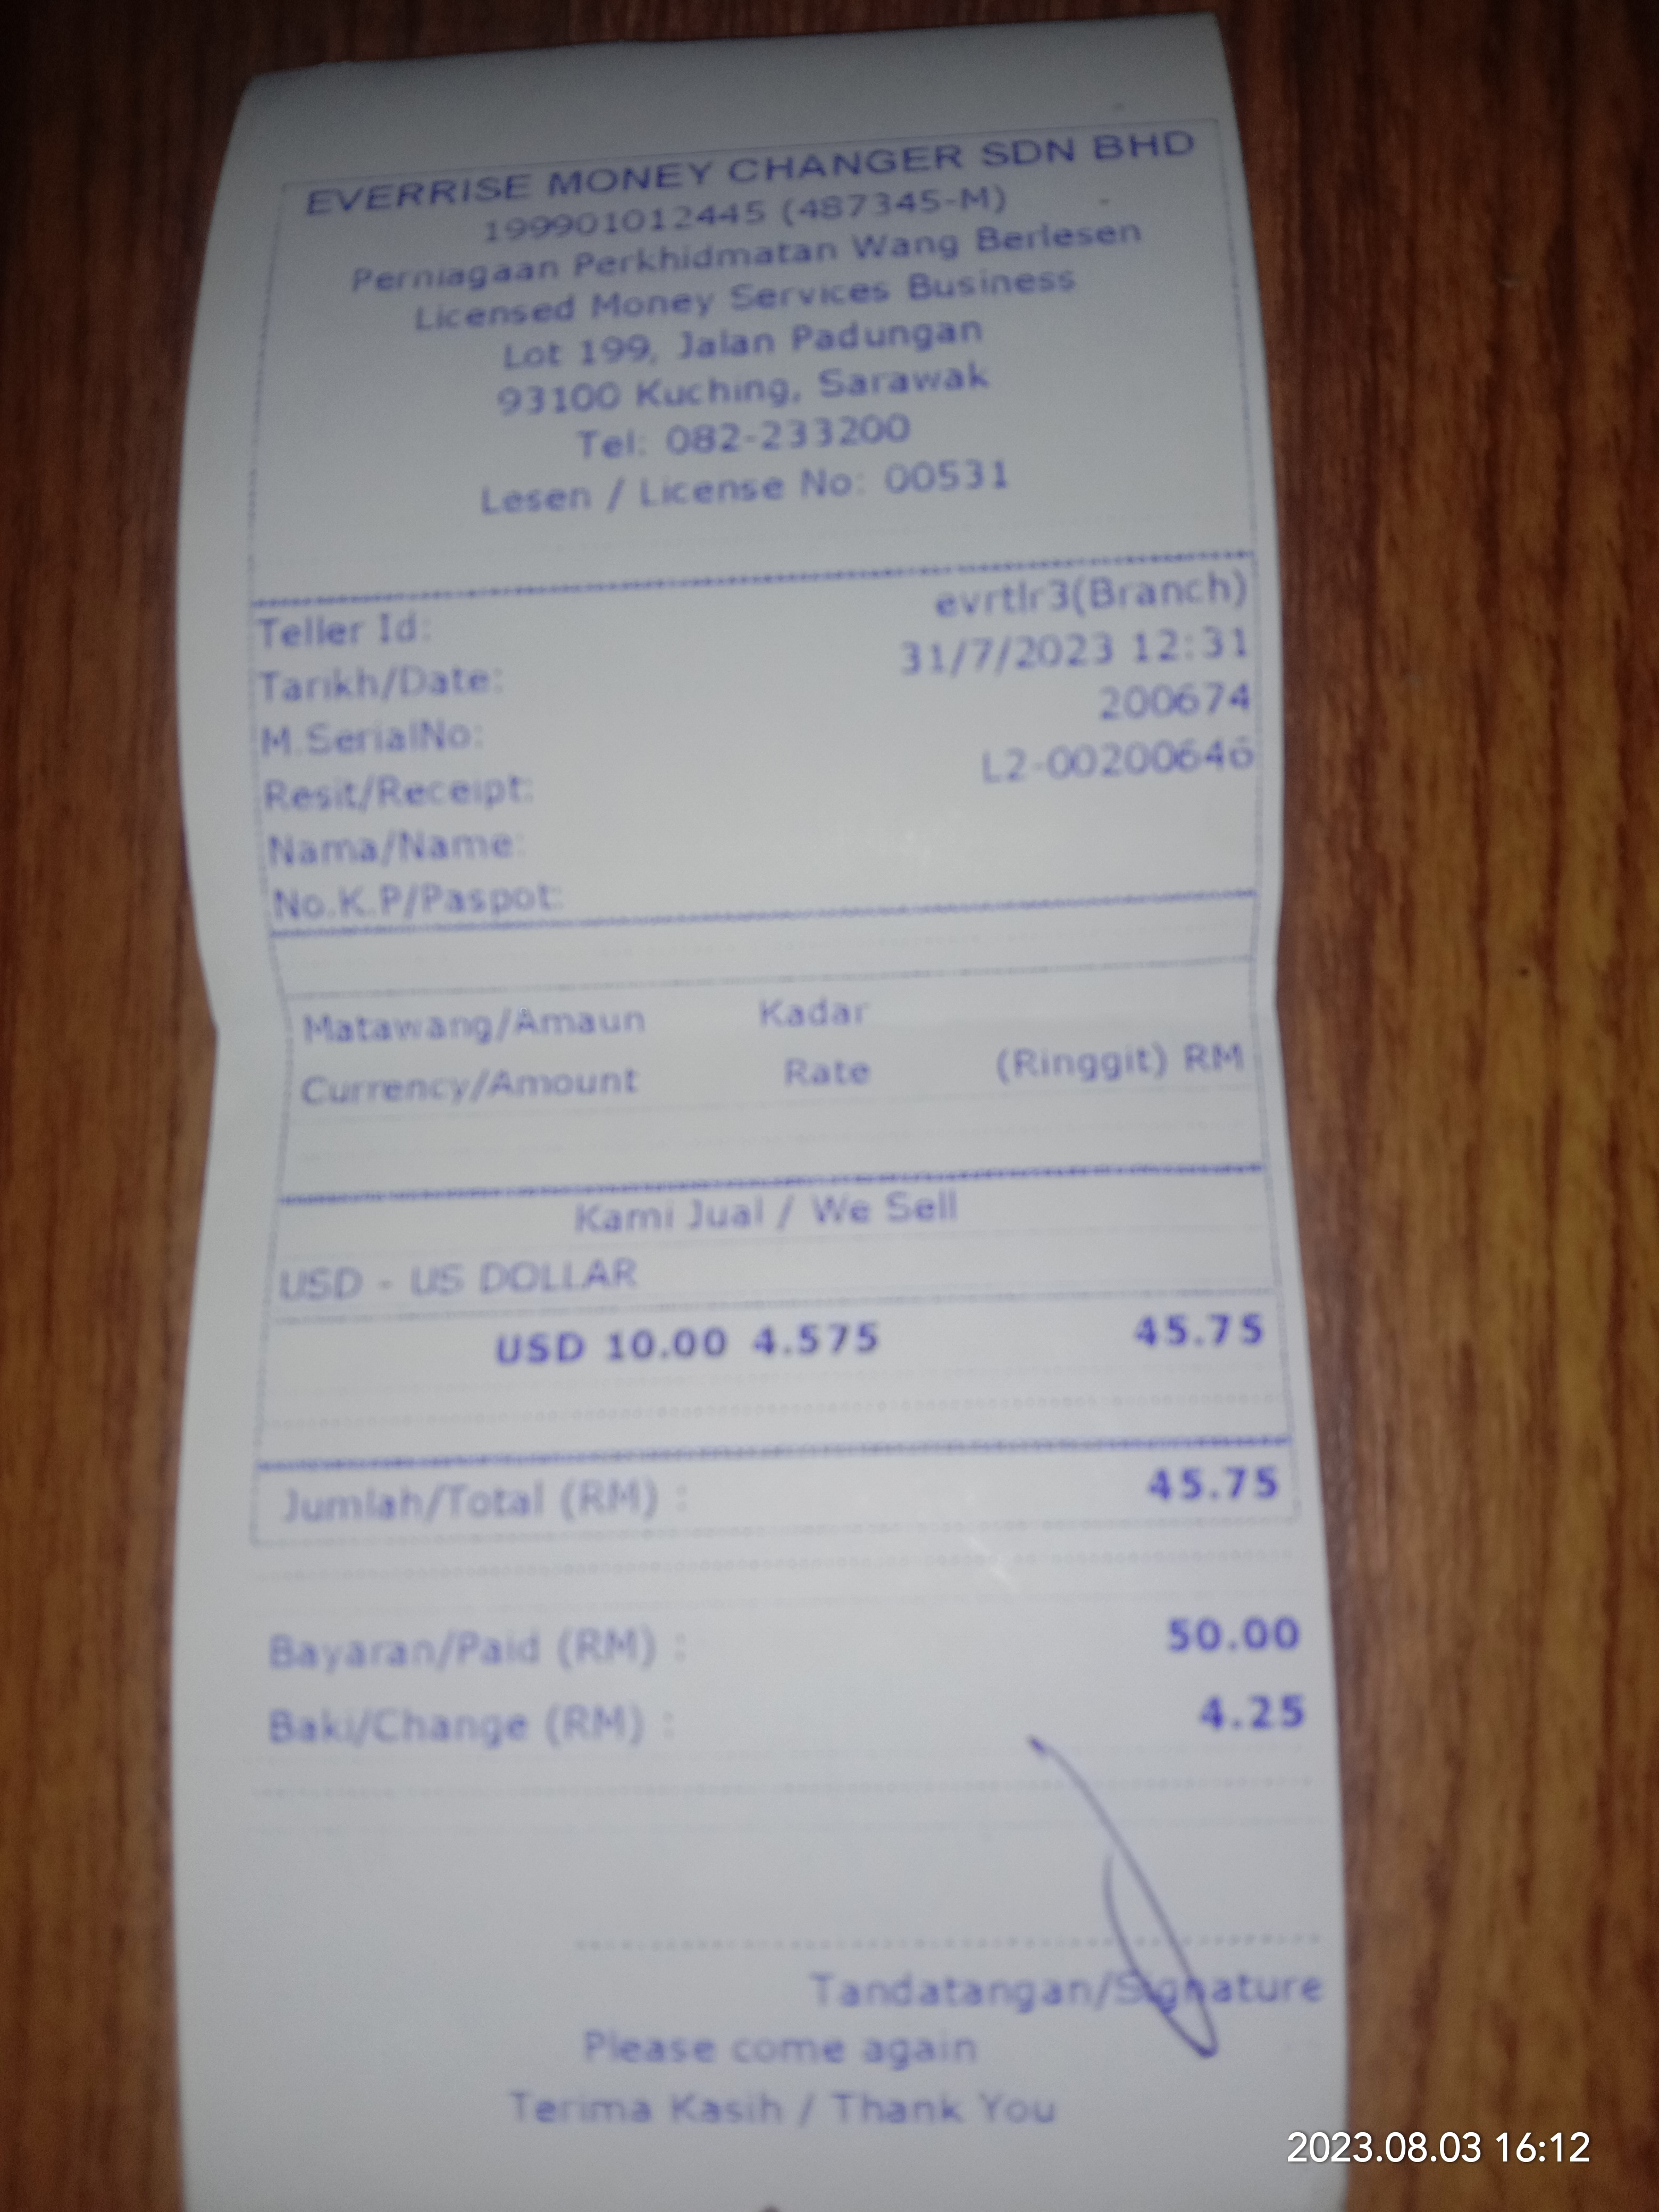 EVERRISE MONEY CHANGER SDN BHD
199901012445 (487345-M)
Perniagaan Perkhidmatan Wang Berlesen
Licensed Money Services Business
Lot 199, Jalan Padungan
93100 Kuching, Sarawak
Tel: 082-233200
Lesen / License No: 00531
Teller Id: evrtlr3(Branch)
Tarikh/Date: 31/7/2023 12:31
M.SerialNo: 200674
Resit/Receipt: L2-00200646
Nama/Name:
No.K.P/Paspot:
Matawang/Amaun Kadar
Currency/Amount Rate (Ringgit) RM
Kami Jual / We Sell
USD - US DOLLAR
USD 10.00 4.575 45.75
Jumlah/Total (RM) : 45.75
Bayaran/Paid (RM) : 50.00
Baki/Change (RM) : 4.25
Tandatangan/Signature
Please come again
Terima Kasih / Thank You
2023.08.03 16:12